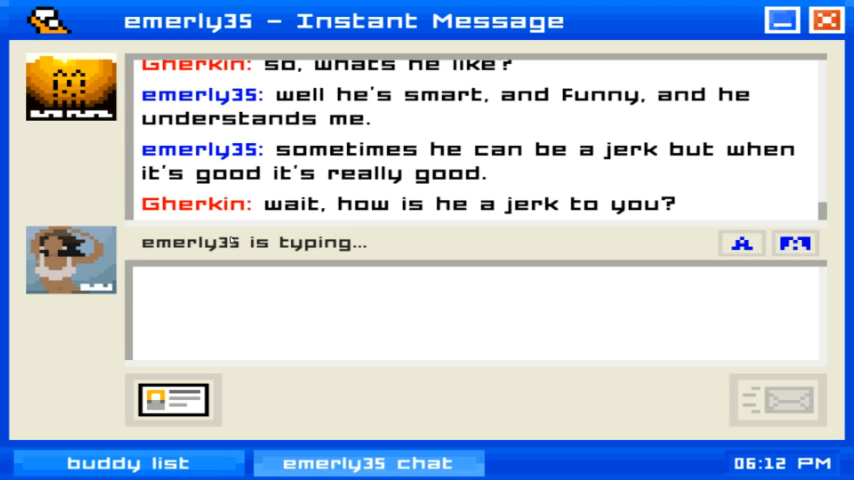 emerly35 - Instant Message
Gherkin: so, whats he like?
emerly35: well he's smart, and funny, and he
understands me.
emerly35: sometimes he can be a jerk but when
it's good it's really good.
Gherkin: wait, how is he a jerk to you?
emerly35 is typing...
A
buddy list
emerly35 chat
06:12 PM